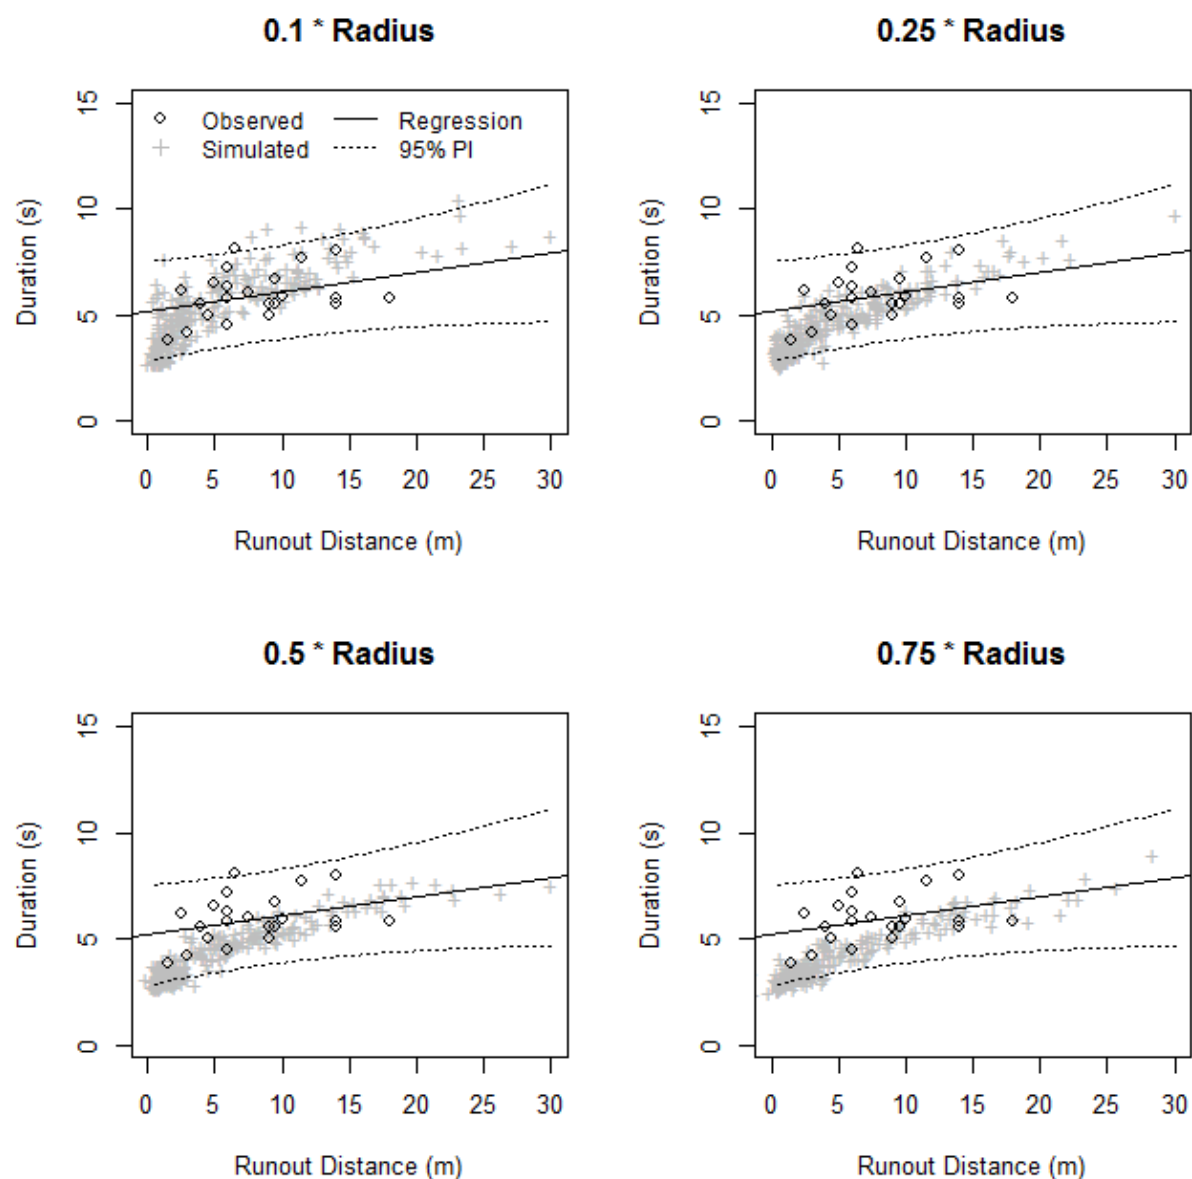 0.1 * Radius
15
10
5
0
Duration (s)
Observed
Regression
Simulated
95% PI
0 5 10 15 20 25 30
Runout Distance (m)
0.25 * Radius
15
10
5
0
Duration (s)
0 5 10 15 20 25 30
Runout Distance (m)
0.5 * Radius
15
10
5
0
Duration (s)
0 5 10 15 20 25 30
Runout Distance (m)
0.75 * Radius
15
10
5
0
Duration (s)
0 5 10 15 20 25 30
Runout Distance (m)